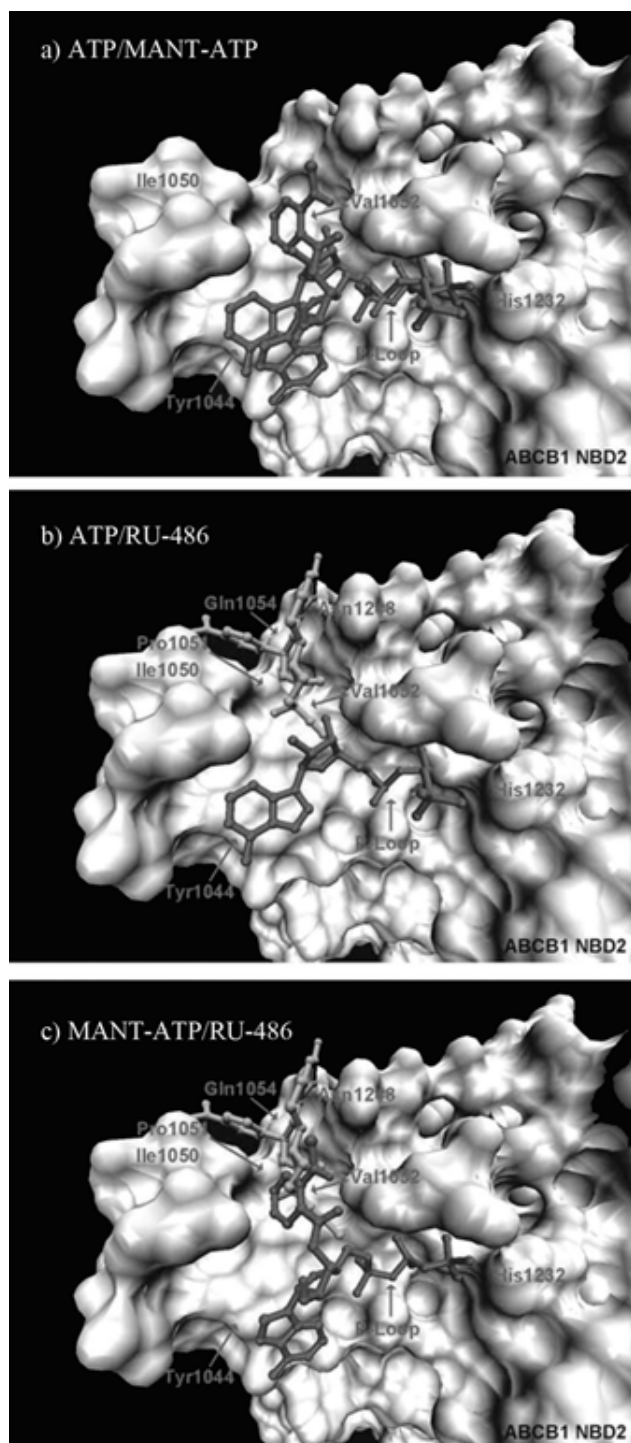 a) ATP/MANT-ATP
Ile1050
Val1052
His1232
P-Loop
Tyr1044
ABCB1 NBD2
b) ATP/RU-486
Gln1054
Pro1051
Ile1050
Val1052
His1232
P-Loop
Tyr1044
ABCB1 NBD2
c) MANT-ATP/RU-486
Gln1054
Pro1051
Ile1050
Val1052
His1232
P-Loop
Tyr1044
ABCB1 NBD2